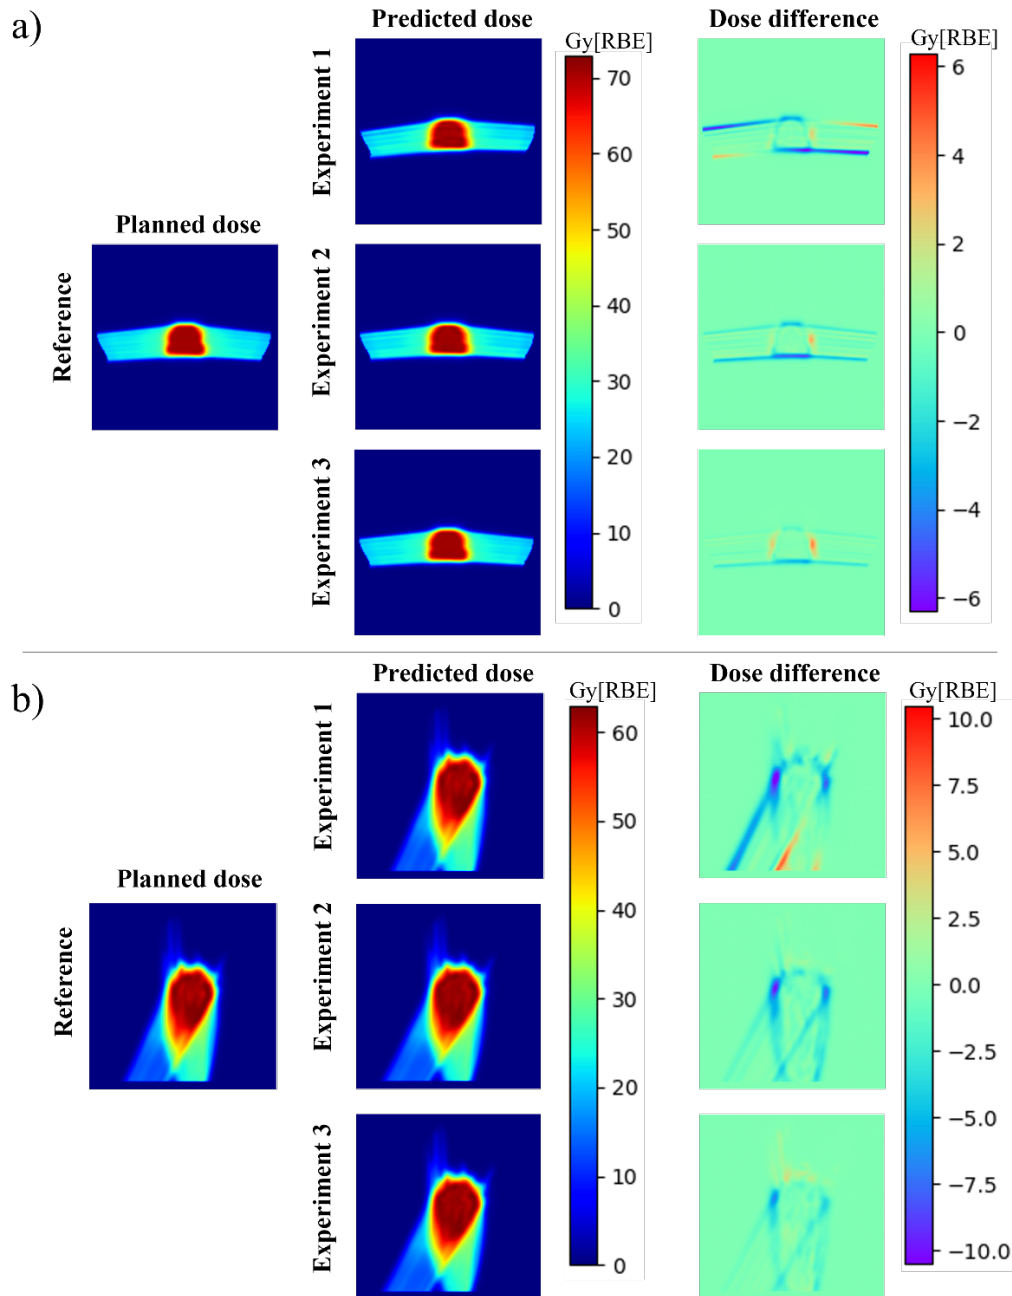 a)
Predicted dose
Dose difference
Gy[RBE]
Gy[RBE]
Experiment 1
70
60
50
40
30
20
10
0
6
4
2
0
−2
−4
−6
Planned dose
Reference
Experiment 2
Experiment 3
b)
Predicted dose
Dose difference
Gy[RBE]
Gy[RBE]
Experiment 1
60
50
40
30
20
10
0
10.0
7.5
5.0
2.5
0.0
−2.5
−5.0
−7.5
−10.0
Planned dose
Reference
Experiment 2
Experiment 3